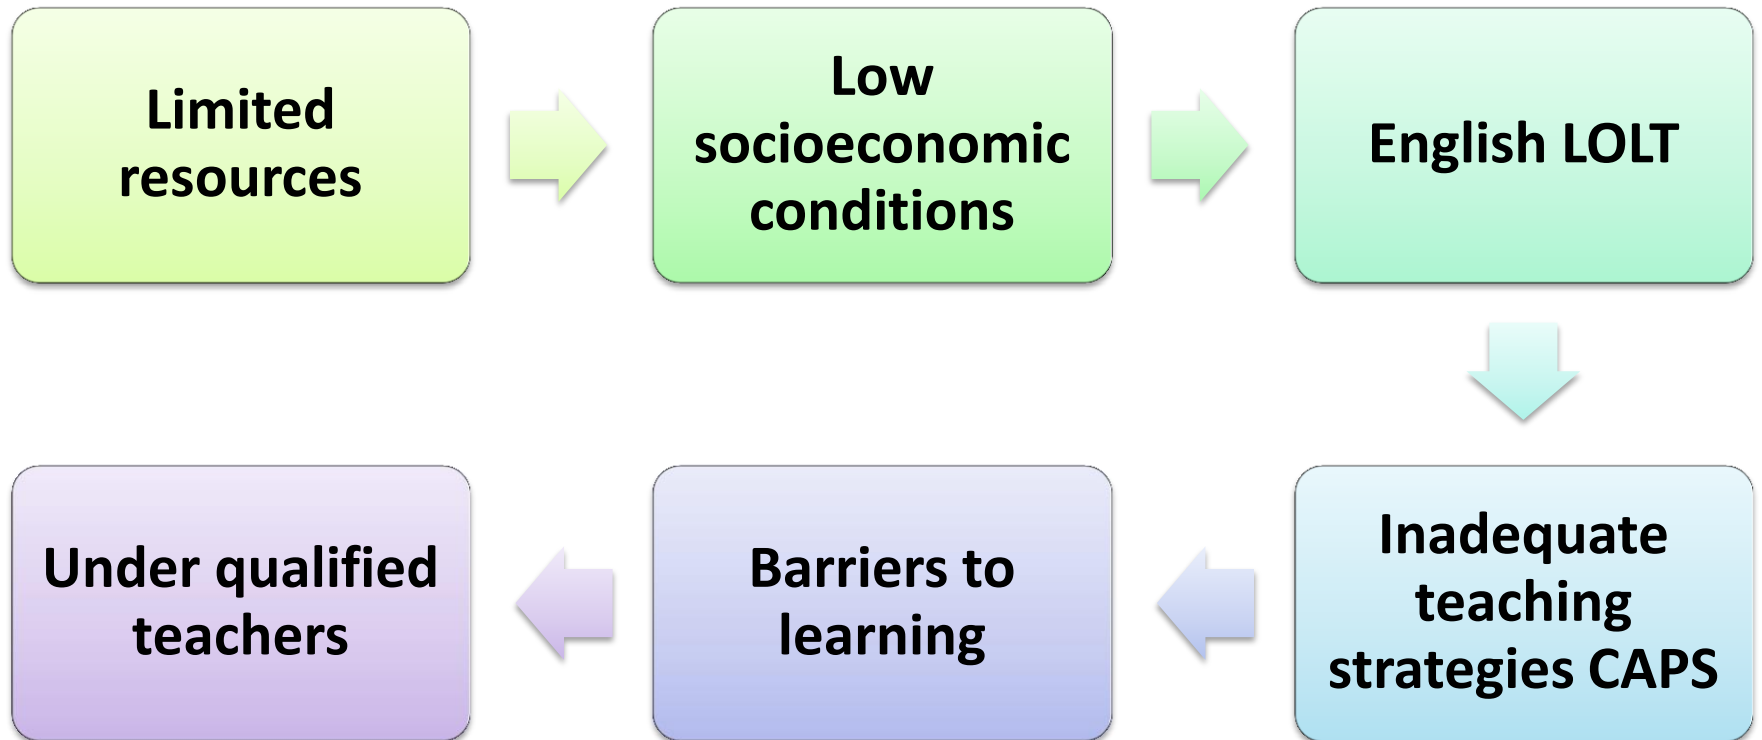 Limited
resources
Low
socioeconomic
conditions
English LOLT
Inadequate
teaching
strategies CAPS
Barriers to
learning
Under qualified
teachers